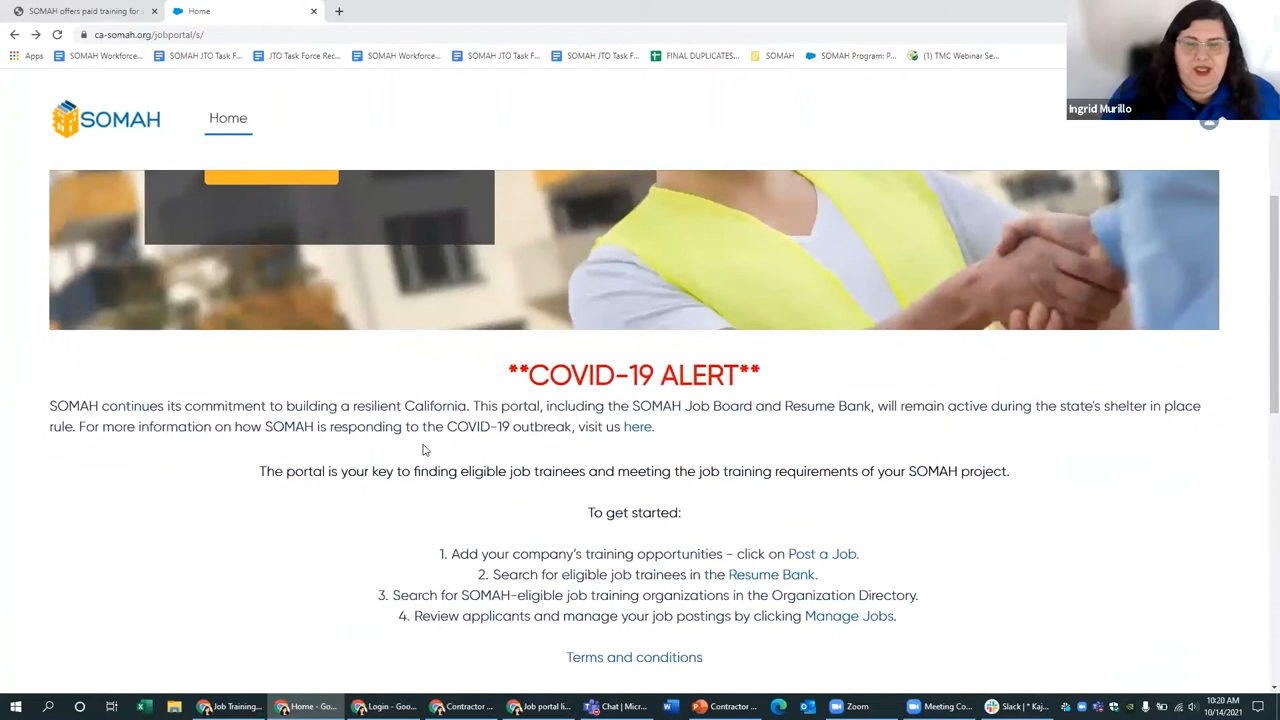 SOMAH offers paid training for s
Home
ca-somah.org/jobportal/s/
Apps
SOMAH Workforce...
SOMAH JTO Task F...
JTO Task Force Rec...
SOMAH Workforce...
SOMAH JTO Task F...
SOMAH JTO Task F...
FINAL DUPLICATES...
SOMAH
SOMAH Program: P...
(1) TMC Webinar Se...
Ingrid Murillo
SOMAH
Home
**COVID-19 ALERT**
SOMAH continues its commitment to building a resilient California. This portal, including the SOMAH Job Board and Resume Bank, will remain active during the state's shelter in place
rule. For more information on how SOMAH is responding to the COVID-19 outbreak, visit us here.
The portal is your key to finding eligible job trainees and meeting the job training requirements of your SOMAH project.
To get started:
1. Add your company's training opportunities - click on Post a Job.
2. Search for eligible job trainees in the Resume Bank.
3. Search for SOMAH-eligible job training organizations in the Organization Directory.
4. Review applicants and manage your job postings by clicking Manage Jobs.
Terms and conditions
Job Training...
Home - Goo...
Login - Goo...
Contractor ...
Job portal li...
Chat | Micr...
Contractor ...
Zoom
Meeting Co...
Slack | * Kaj...
10:20 AM
10/14/2021